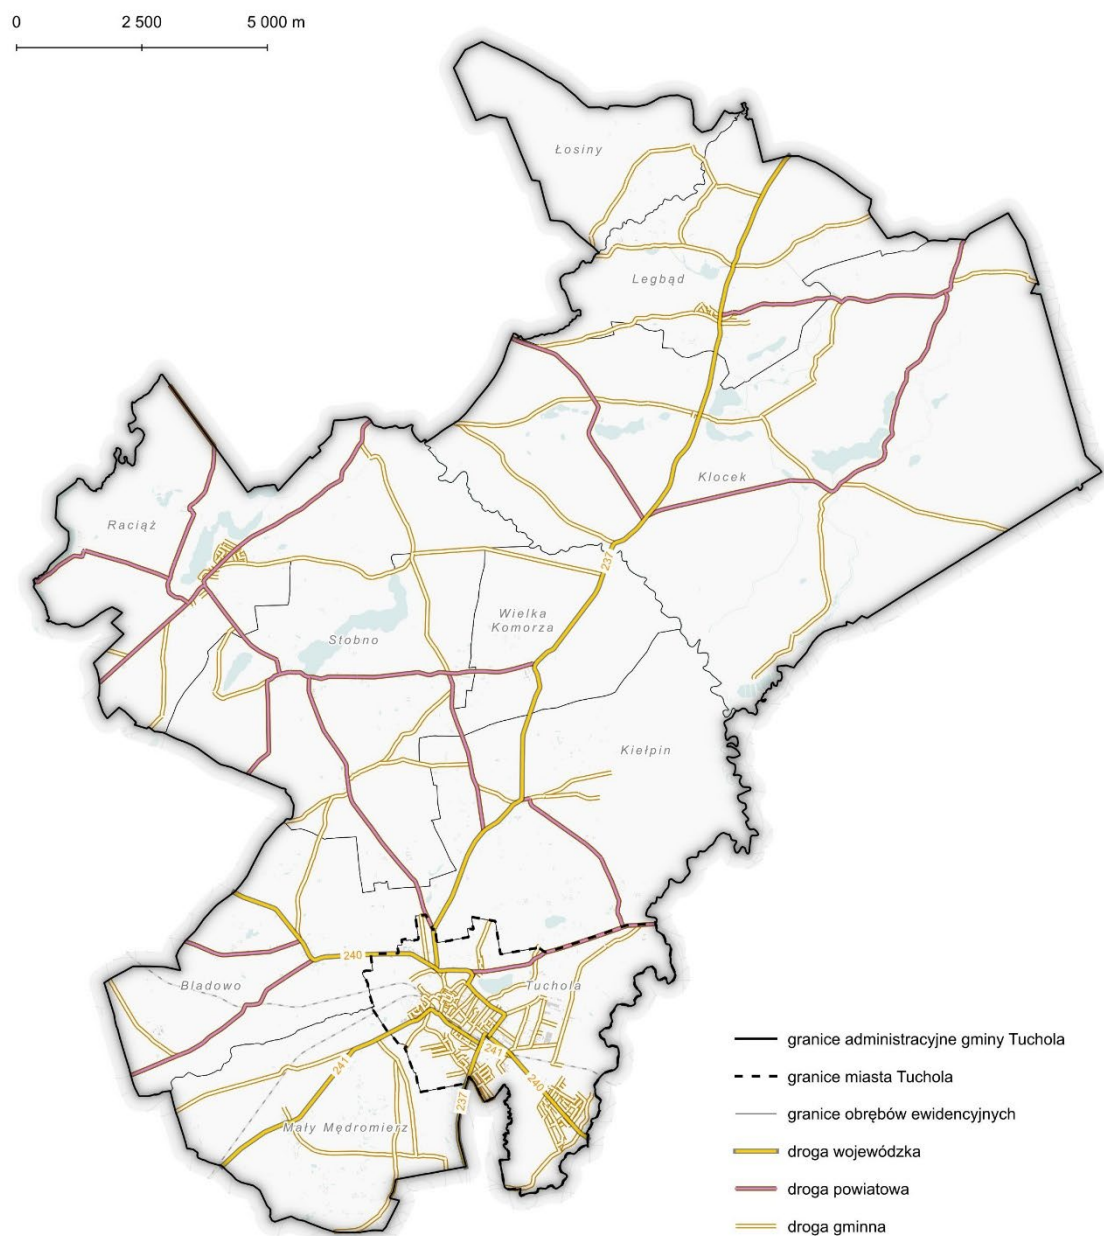 0 2 500 5 000 m
Łosiny
Legbąd
Klocek
Raciąż
237
Wielka
Komorza
Stobno
Kiełpin
240
Bladowo
Tuchola
241
241
240
237
Mały Mędromierz
granice administracyjne gminy Tuchola
granice miasta Tuchola
granice obrębów ewidencyjnych
droga wojewódzka
droga powiatowa
droga gminna